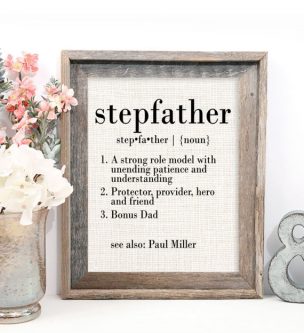 stepfather
step•fa•ther | {noun}
1. A strong role model with
unending patience and
understanding
2. Protector, provider, hero
and friend
3. Bonus Dad
see also: Paul Miller
8